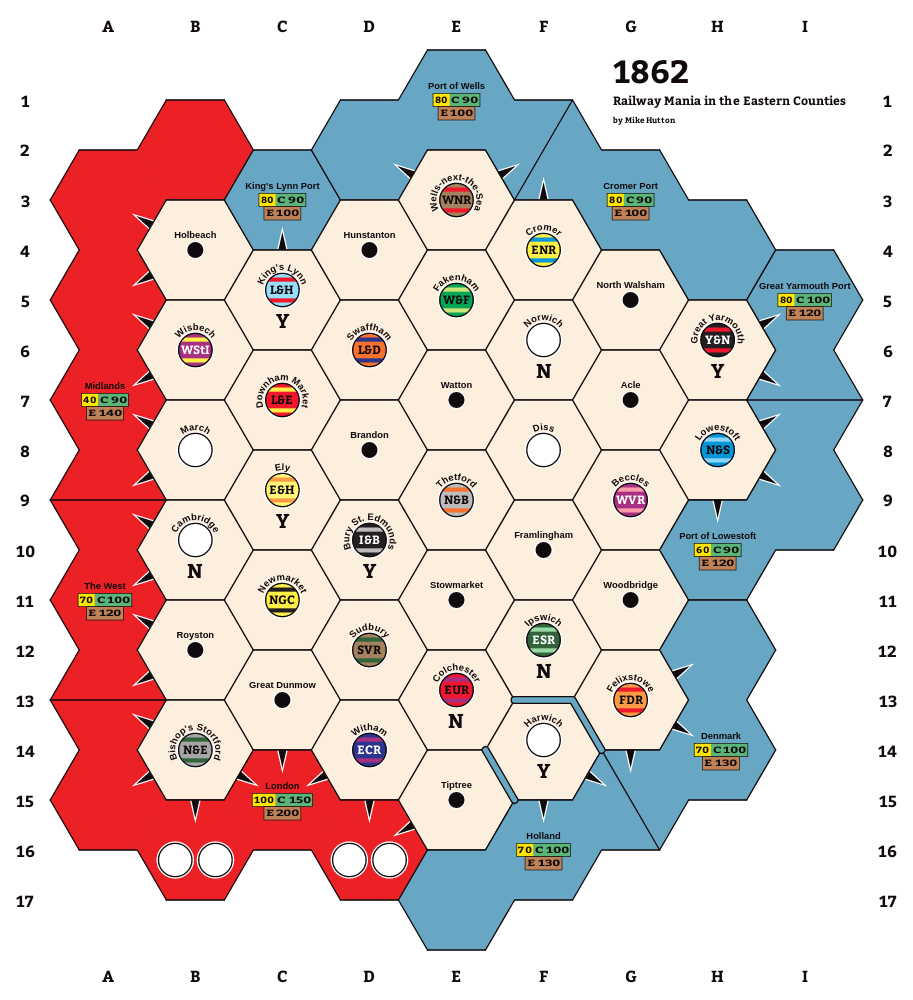 A B C D E F G H I
1862
Railway Mania in the Eastern Counties
by Mike Hutton
Port of Wells
80 C 90
E 100
1 1
2 2
King's Lynn Port
80 C 90
E 100
Wells-next-the-Sea
WNR
Cromer Port
80 C 90
E 100
3 3
Holbeach
Hunstanton
Cromer
ENR
4 4
King's Lynn
L&H
Y
Fakenham
W&F
North Walsham
Great Yarmouth Port
80 C 100
E 120
5 5
Wisbech
WStI
Swaffham
L&D
Norwich
N
Great Yarmouth
Y&N
Y
6 6
Midlands
40 C 90
E 140
Downham Market
L&E
Watton
Acle
7 7
March
Brandon
Diss
Lowestoft
N&S
8 8
Ely
E&H
Y
Thetford
N&B
Beccles
WVR
9 9
Cambridge
N
Bury St. Edmunds
I&B
Y
Framlingham
Port of Lowestoft
60 C 90
E 120
10 10
The West
70 C 100
E 120
Newmarket
NGC
Stowmarket
Woodbridge
11 11
Royston
Sudbury
SVR
Ipswich
ESR
N
12 12
Great Dunmow
Colchester
EUR
N
Felixstowe
FDR
13 13
Bishop's Stortford
N&E
Witham
ECR
Harwich
Y
Denmark
70 C 100
E 130
14 14
London
100 C 150
E 200
Tiptree
15 15
Holland
70 C 100
E 130
16 16
17 17
A B C D E F G H I